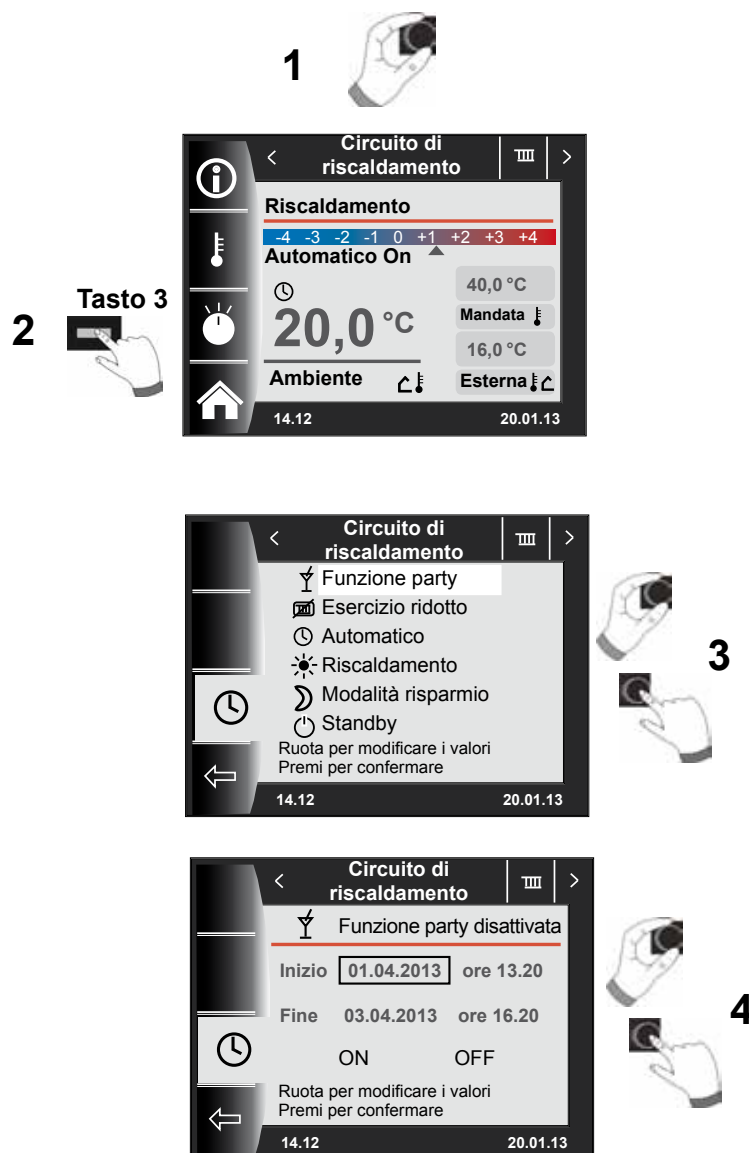 1
Circuito di
riscaldamento
Riscaldamento
-4 -3 -2 -1 0 +1 +2 +3 +4
Automatico On
40,0 °C
Tasto 3
2
20,0 °C
Mandata
16,0 °C
Ambiente
Esterna
14.12 20.01.13
Circuito di
riscaldamento
Funzione party
Esercizio ridotto
Automatico
Riscaldamento
Modalità risparmio
Standby
Ruota per modificare i valori
Premi per confermare
14.12 20.01.13
3
Circuito di
riscaldamento
Funzione party disattivata
Inizio 01.04.2013 ore 13.20
Fine 03.04.2013 ore 16.20
ON OFF
Ruota per modificare i valori
Premi per confermare
14.12 20.01.13
4